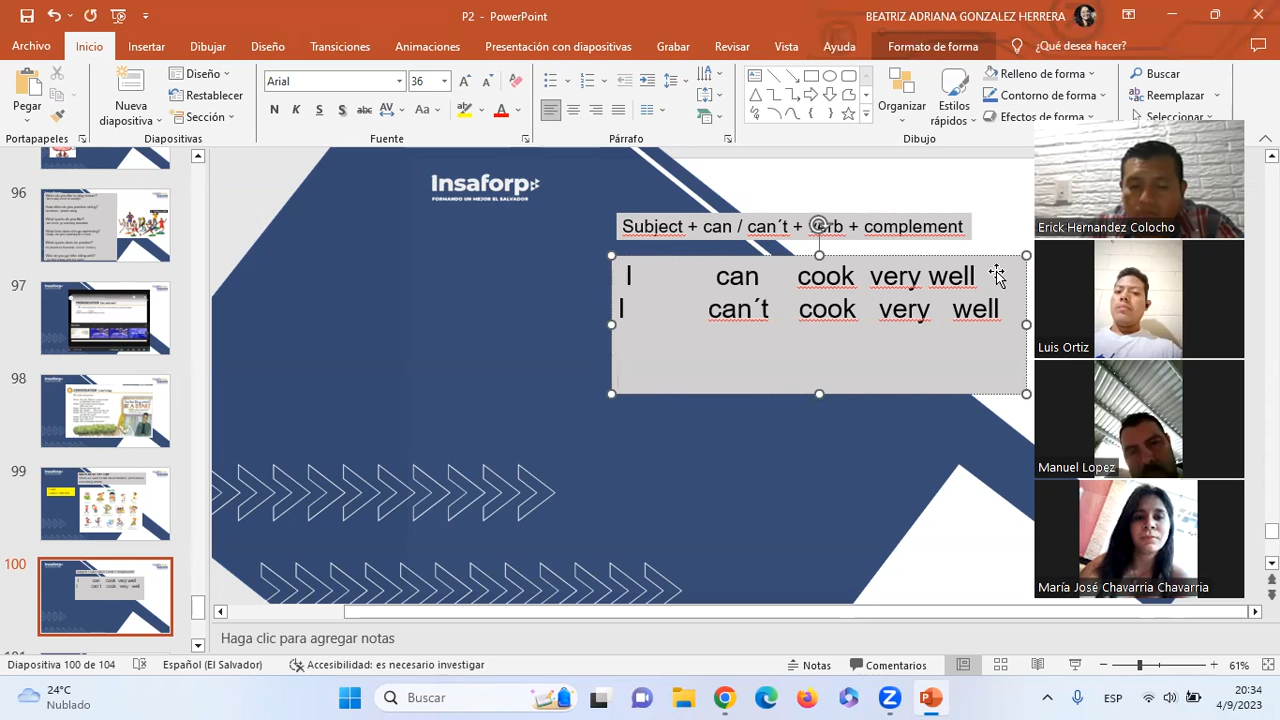 P2 - PowerPoint
BEATRIZ ADRIANA GONZALEZ HERRERA
Archivo Inicio Insertar Dibujar Diseño Transiciones Animaciones Presentación con diapositivas Grabar Revisar Vista Ayuda Formato de forma ¿Qué desea hacer?
Pegar
Nueva diapositiva
Diseño
Restablecer
Sección
Arial 36
N K S S abc AV Aa A
Organizar
Estilos rápidos
Relleno de forma
Contorno de forma
Efectos de forma
Buscar
Reemplazar
Seleccionar
Portapapeles Diapositivas Fuente Párrafo Dibujo
96
97
98
99
100
Insaforp
FORMANDO UN MEJOR EL SALVADOR
Subject + can / can´t + verb + complement
I can cook very well
I can´t cook very well
Erick Hernandez Colocho
Luis Ortiz
Manuel Lopez
María José Chavarria Chavarria
Haga clic para agregar notas
Diapositiva 100 de 104 Español (El Salvador) Accesibilidad: es necesario investigar Notas Comentarios 61%
24°C
Nublado
Buscar
ESP
20:34
4/9/2023